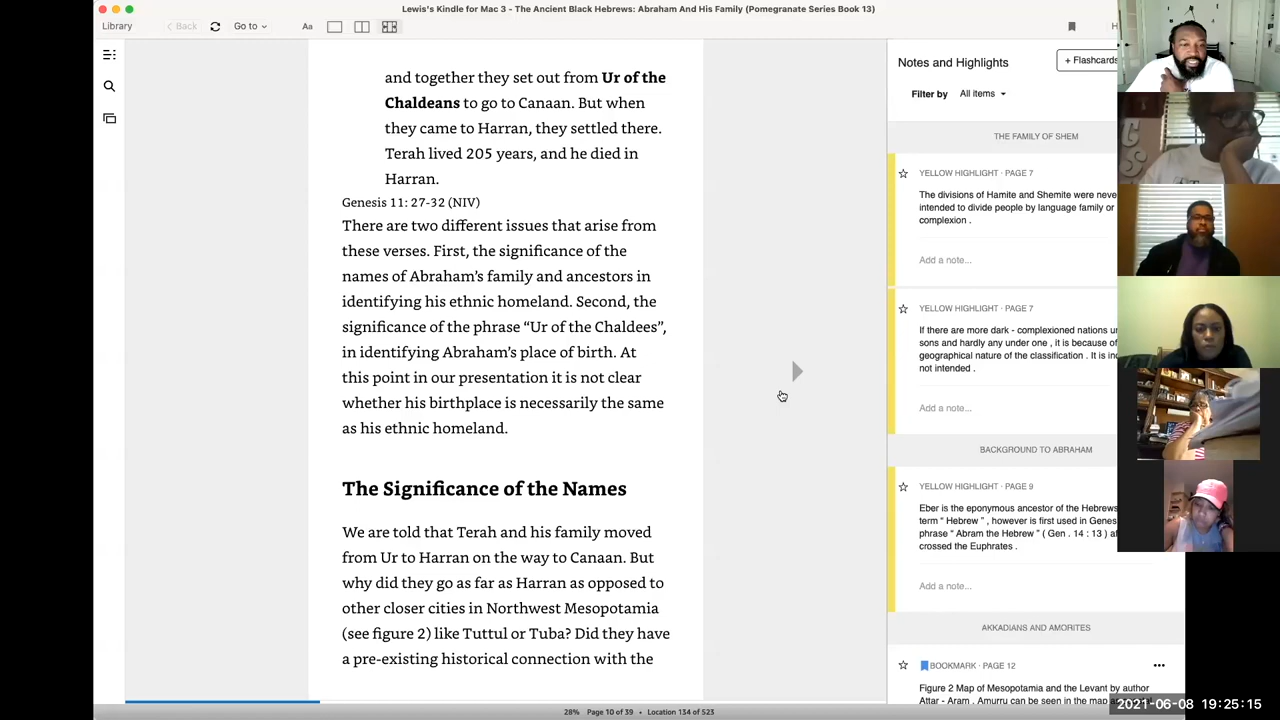 Lewis's Kindle for Mac 3 - The Ancient Black Hebrews: Abraham And His Family (Pomegranate Series Book 13)
Library
Back
Go to
Aa
and together they set out from Ur of the
Chaldeans to go to Canaan. But when
they came to Harran, they settled there.
Terah lived 205 years, and he died in
Harran.
Genesis 11: 27-32 (NIV)
There are two different issues that arise from
these verses. First, the significance of the
names of Abraham's family and ancestors in
identifying his ethnic homeland. Second, the
significance of the phrase “Ur of the Chaldees”,
in identifying Abraham's place of birth. At
this point in our presentation it is not clear
whether his birthplace is necessarily the same
as his ethnic homeland.
The Significance of the Names
We are told that Terah and his family moved
from Ur to Harran on the way to Canaan. But
why did they go as far as Harran as opposed to
other closer cities in Northwest Mesopotamia
(see figure 2) like Tuttul or Tuba? Did they have
a pre-existing historical connection with the
28% Page 10 of 39 • Location 134 of 523
Notes and Highlights
+ Flashcards
Filter by All items
THE FAMILY OF SHEM
YELLOW HIGHLIGHT · PAGE 7
The divisions of Hamite and Shemite were neve
intended to divide people by language family or
complexion .
Add a note...
YELLOW HIGHLIGHT · PAGE 7
If there are more dark - complexioned nations u
sons and hardly any under one , it is because of
geographical nature of the classification . It is in
not intended .
Add a note...
BACKGROUND TO ABRAHAM
YELLOW HIGHLIGHT · PAGE 9
Eber is the eponymous ancestor of the Hebrews
term “ Hebrew ” , however is first used in Genes
phrase “ Abram the Hebrew ” ( Gen . 14 : 13 ) a
crossed the Euphrates .
Add a note...
AKKADIANS AND AMORITES
BOOKMARK · PAGE 12
Figure 2 Map of Mesopotamia and the Levant by author
Attar - Aram . Amurru can be seen in the map
2021-06-08 19:25:15